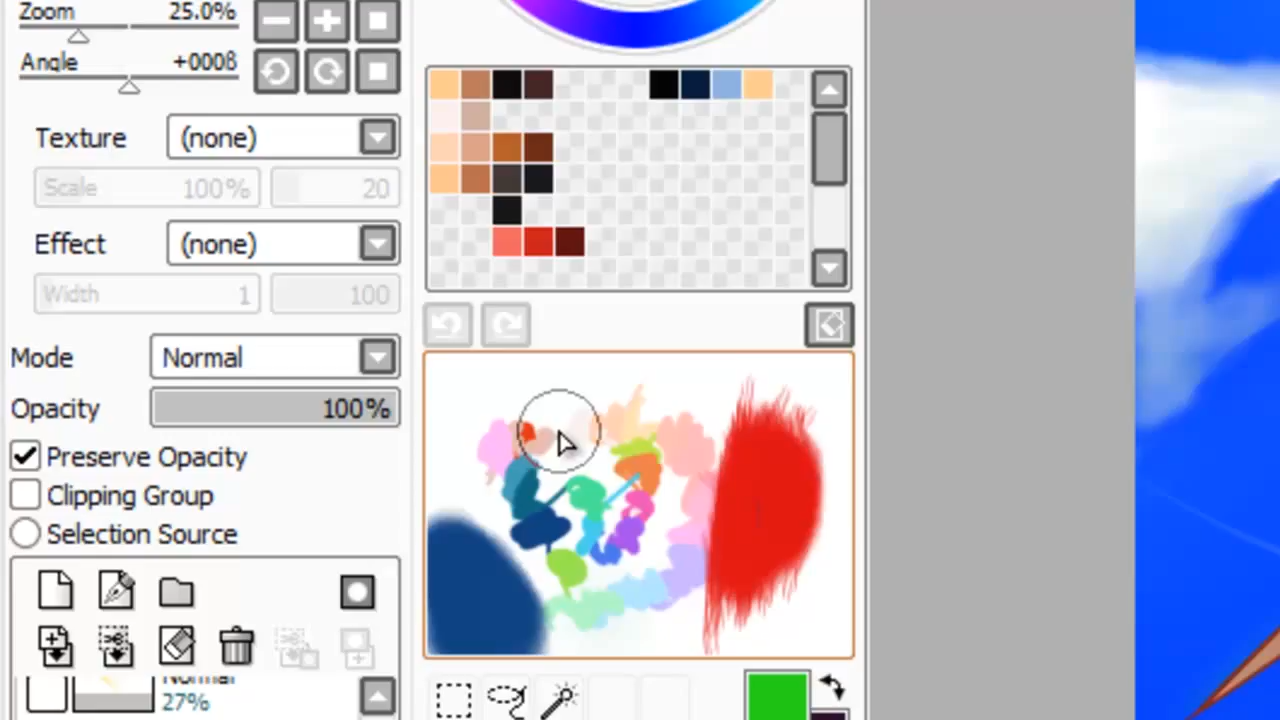 Zoom 25.0%
Angle +0008
Texture (none)
Scale 100% 20
Effect (none)
Width 1 100
Mode Normal
Opacity 100%
Preserve Opacity
Clipping Group
Selection Source
Normal
27%